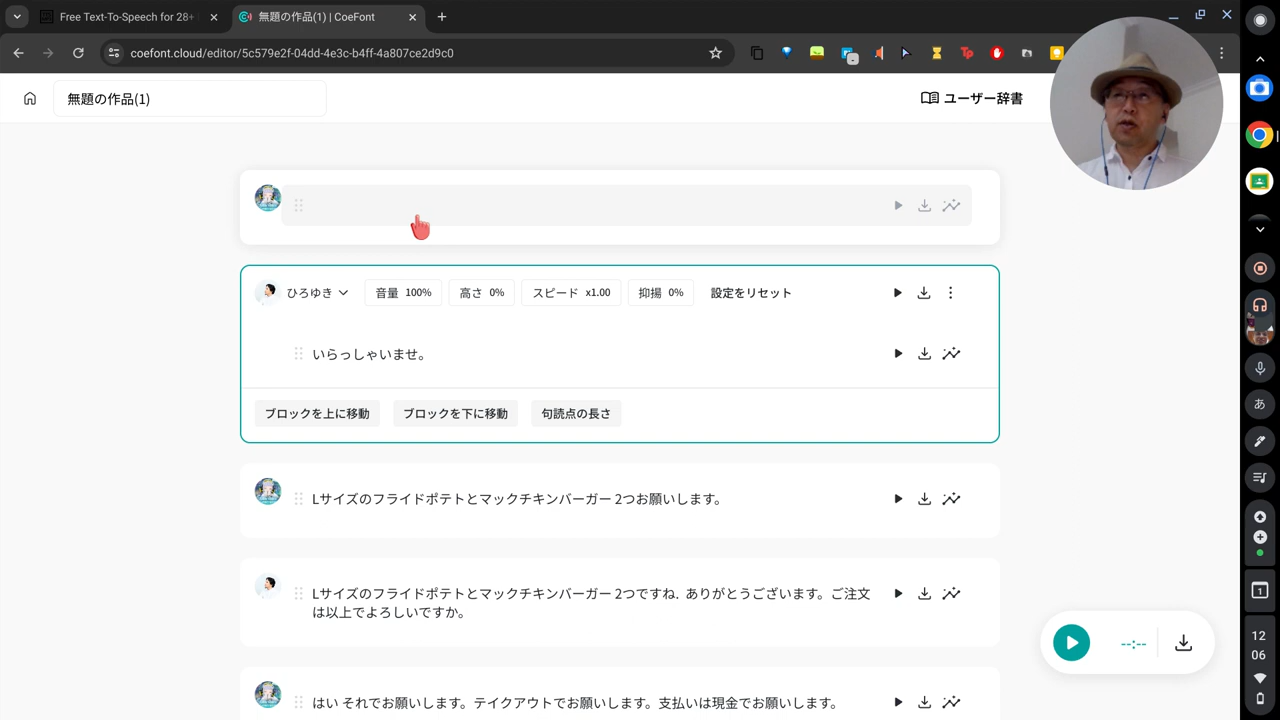 Free Text-To-Speech for 28+
無題の作品(1) | CoeFont
coefont.cloud/editor/5c579e2f-04dd-4e3c-b4ff-4a807ce2d9c0
無題の作品(1)
ユーザー辞書
ひろゆき
音量 100%
高さ 0%
スピード x1.00
抑揚 0%
設定をリセット
いらっしゃいませ。
ブロックを上に移動
ブロックを下に移動
句読点の長さ
Lサイズのフライドポテトとマックチキンバーガー 2つお願いします。
Lサイズのフライドポテトとマックチキンバーガー 2つですね. ありがとうございます。ご注文
は以上でよろしいですか。
はい それでお願いします。テイクアウトでお願いします。支払いは現金でお願いします。
--:--
あ
1
12
06